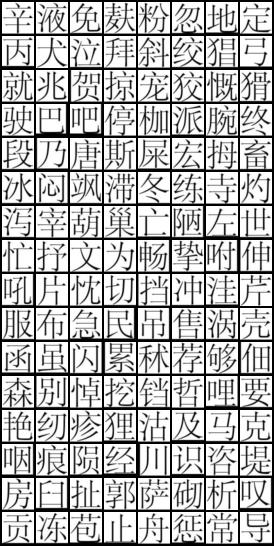 辛液免麸粉忽地定
丙犬泣拜斜绞猖弓
就兆贺掠宠狡慨猾
驶巴吧停枷派腕终
段乃唐斯屎宏拇畜
冰闷飒滞冬练寺灼
泻宰葫巢亡陋左世
忙抒文为畅挚咐伸
吼片忱切挡冲洼芹
服布急民吊售涡壳
函虽闪累秫荐够佃
森别悼挖铛哲哩要
艳纫疹狸沽及马克
咽痕陨经川识咨堤
房臼扯郭萨砌析叹
贡冻苞止舟惩常导